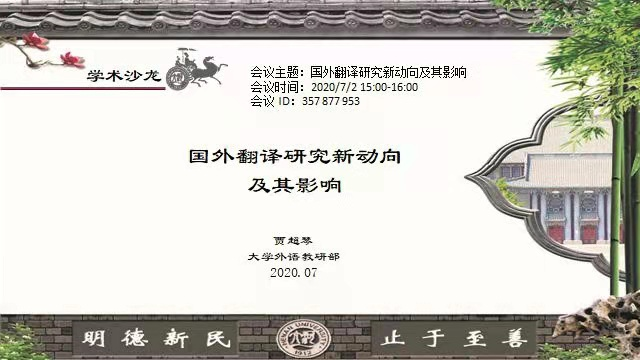 学术沙龙
会议主题：国外翻译研究新动向及其影响
会议时间：2020/7/2 15:00-16:00
会议 ID：357 877 953
国外翻译研究新动向
及其影响
贾超琴
大学外语教研部
2020.07
明德新民
1912
止于至善